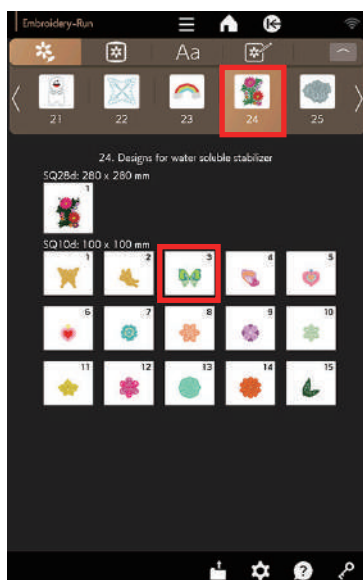 Embroidery-Run
Aa
21 22 23 24 25
24. Designs for water soluble stabilizer
SQ28d: 280 x 280 mm
1
SQ10d: 100 x 100 mm
1 2 3 4 5
6 7 8 9 10
11 12 13 14 15